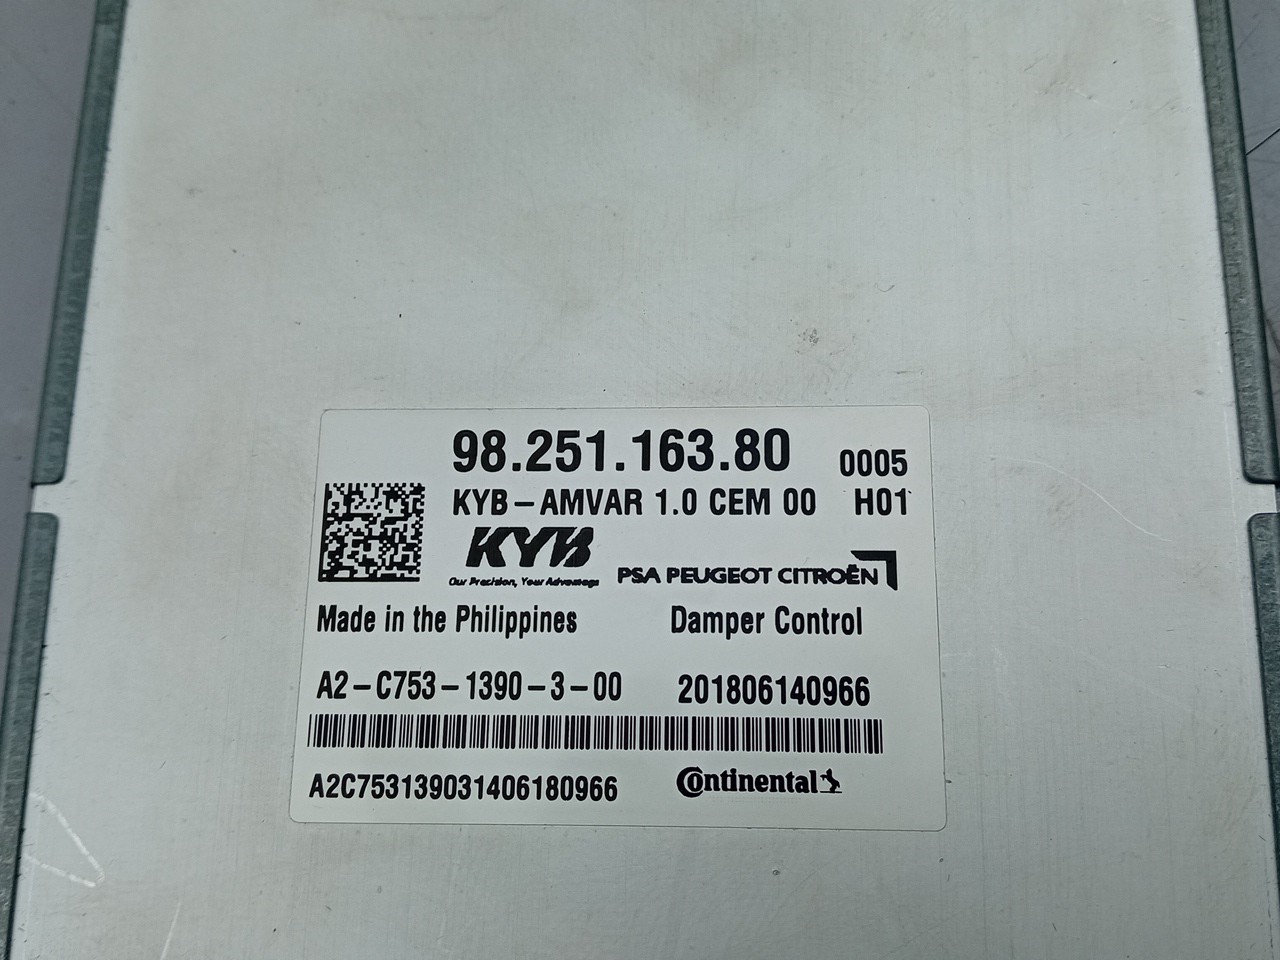 98.251.163.80 0005
KYB-AMVAR 1.0 CEM 00 H01
KYB
Our Precision, Your Advantage
PSA PEUGEOT CITROËN
Made in the Philippines Damper Control
A2-C753-1390-3-00 201806140966
A2C753139031406180966 Continental